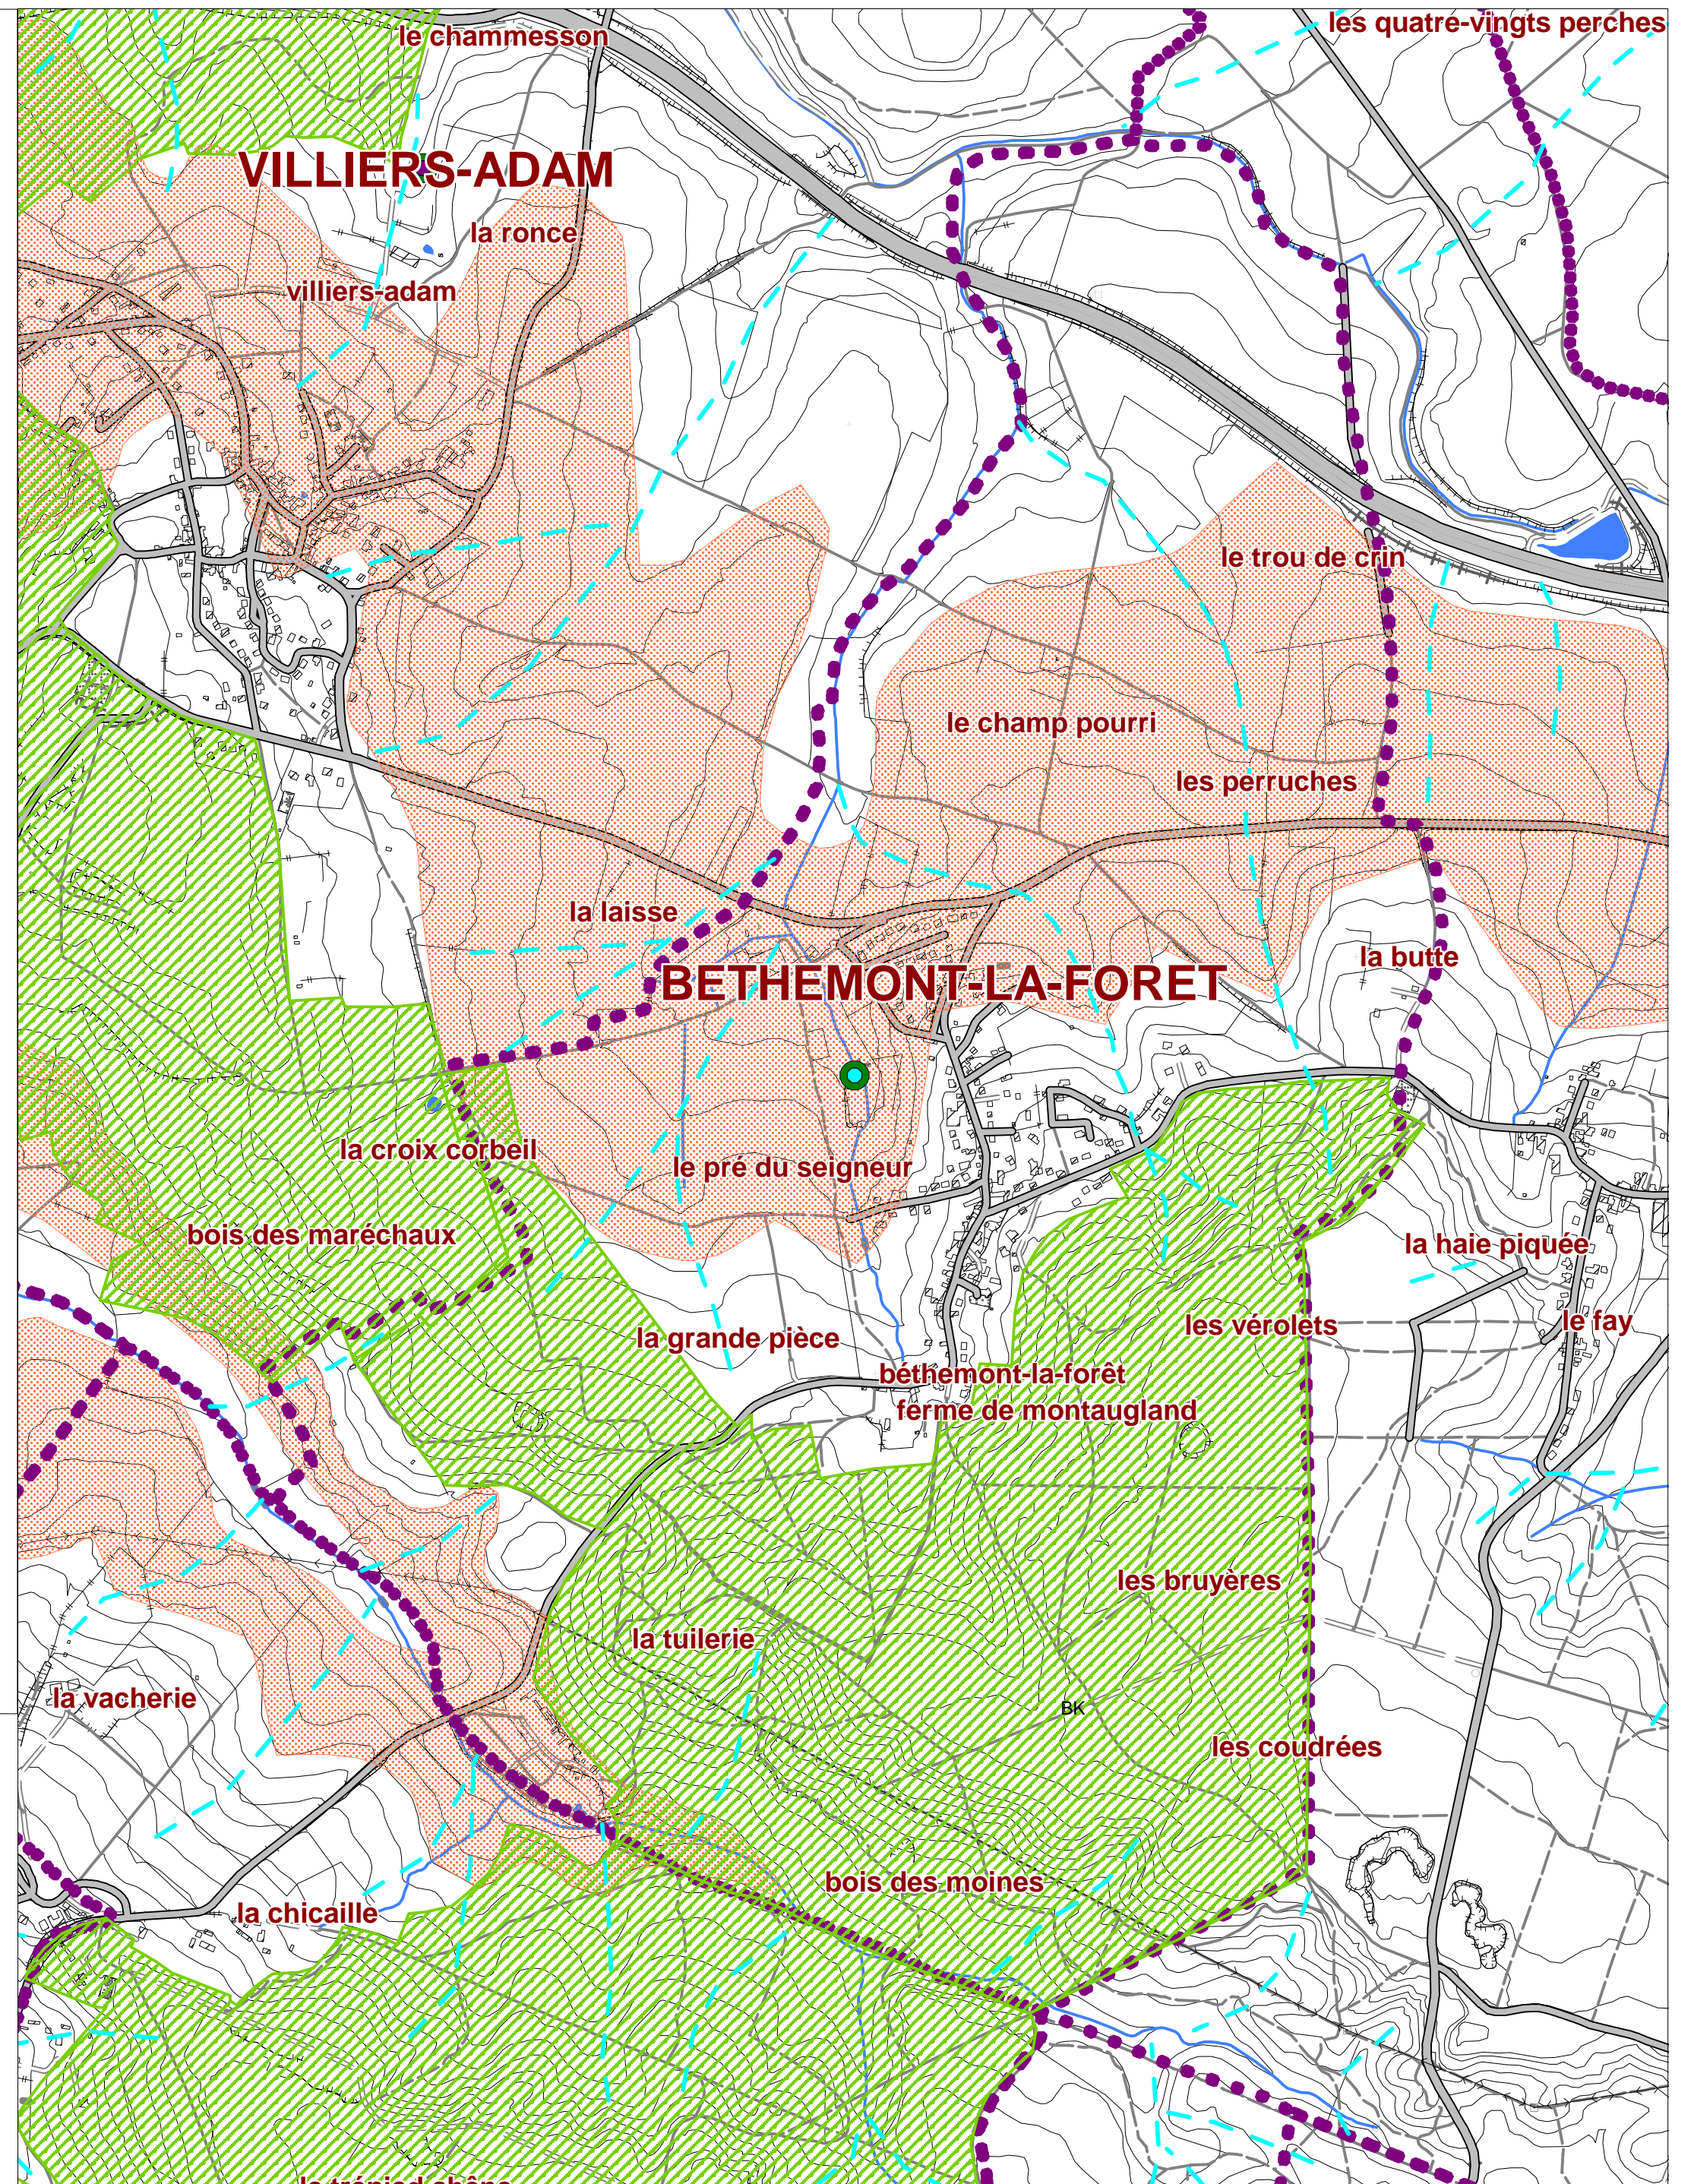 les quatre-vingts perches
le chammesson
VILLIERS-ADAM
la ronce
villiers-adam
le trou de crin
le champ pourri
les perruches
la laisse
la butte
BETHEMONT-LA-FORET
la croix corbeil
le pré du seigneur
bois des maréchaux
la haie piquée
les vérolets
le fay
la grande pièce
béthemont-la-forêt
ferme de montaugland
les bruyères
la tuilerie
la vacherie
BK
les coudrées
bois des moines
la chicaille